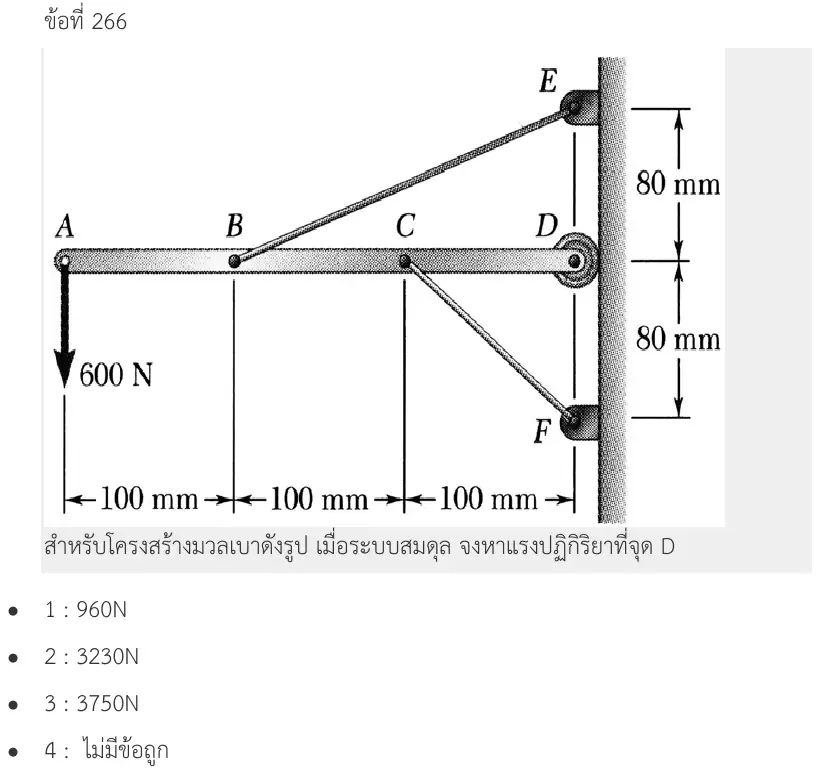 ข้อที่ 266
E
80 mm
A B C D
80 mm
600 N
F
100 mm 100 mm 100 mm
สำหรับโครงสร้างมวลเบาดังรูป เมื่อระบบสมดุล จงหาแรงปฏิกิริยาที่จุด D
• 1 : 960N
• 2 : 3230N
• 3 : 3750N
• 4 : ไม่มีข้อถูก